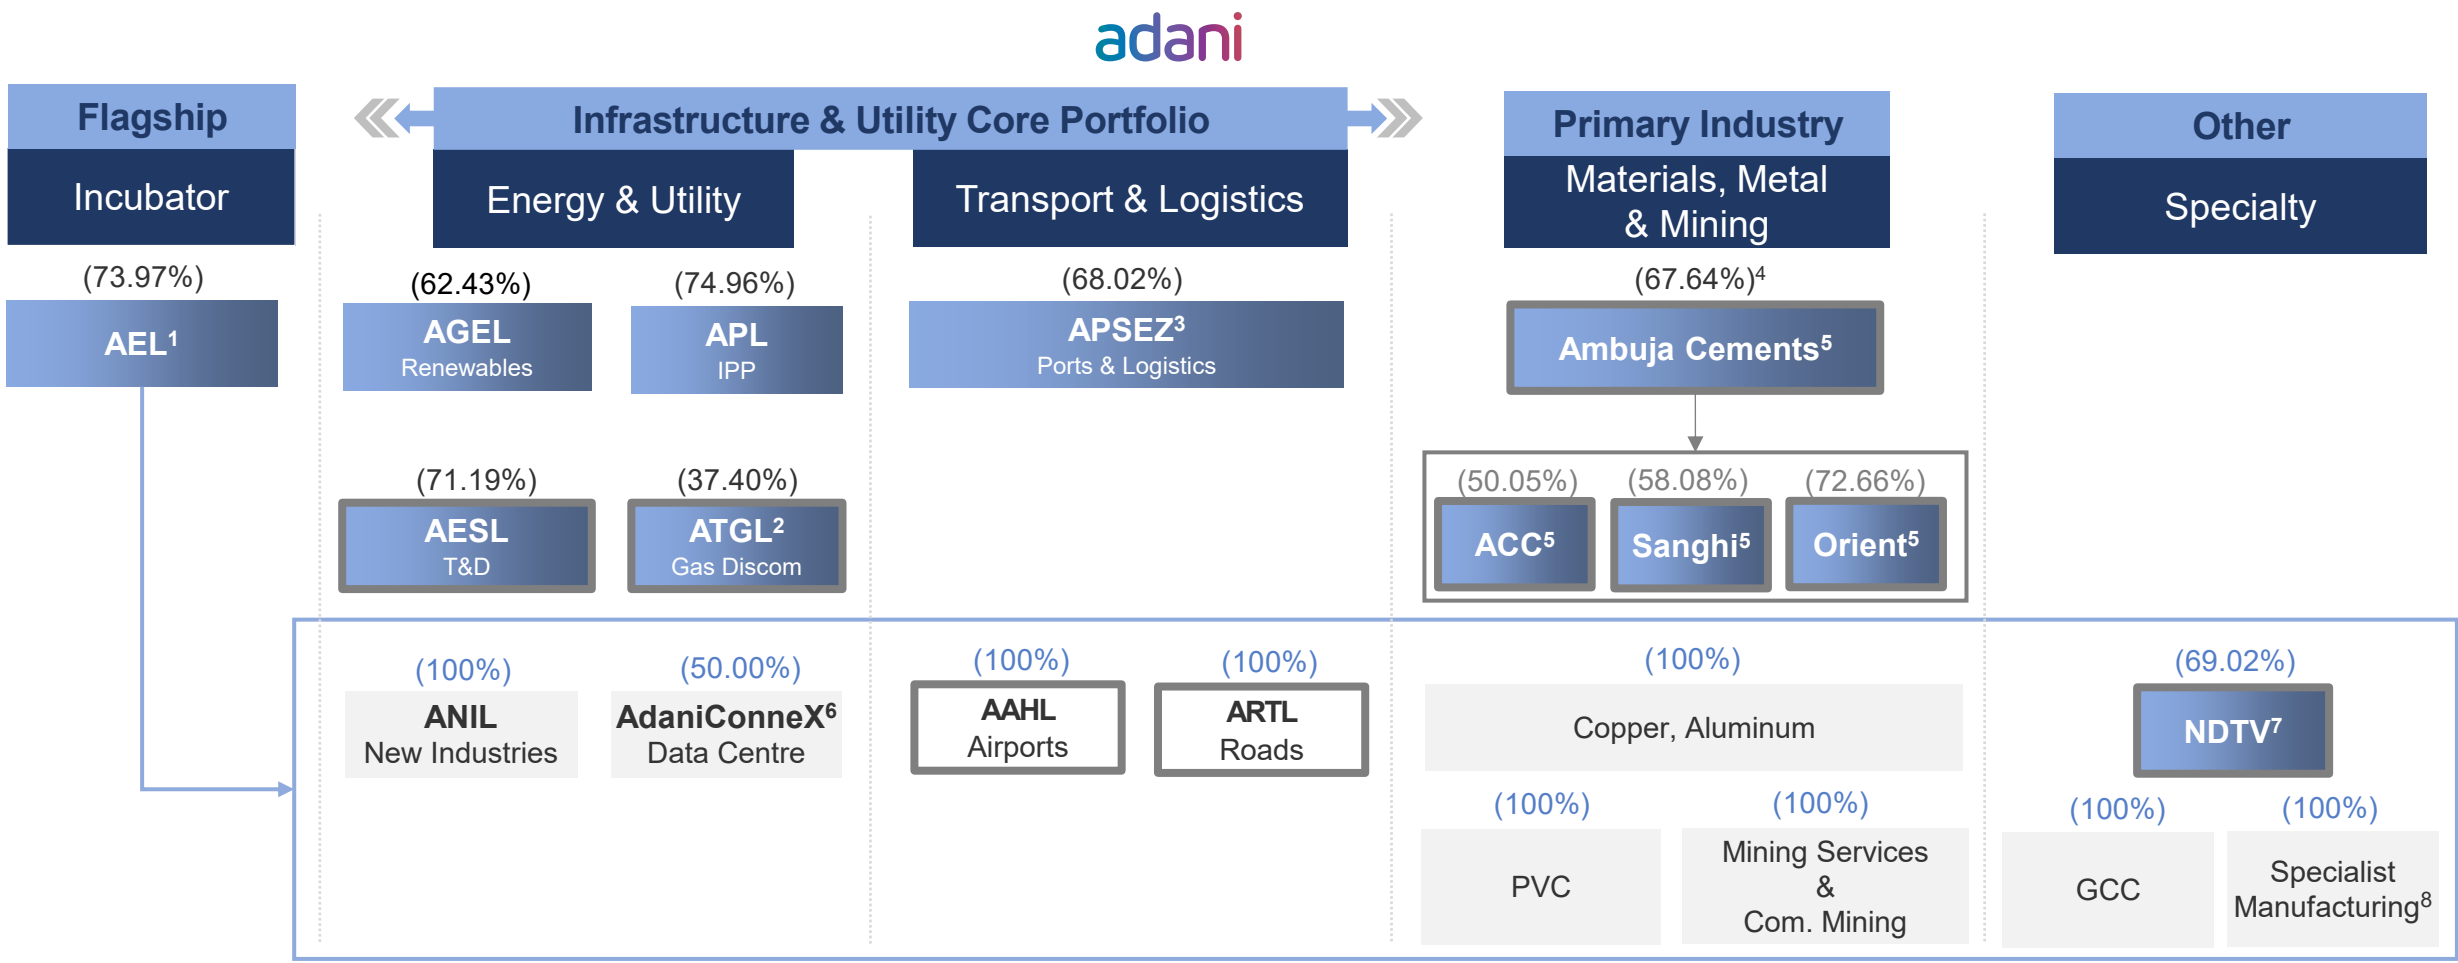 adani
Flagship
Incubator
(73.97%)
AEL¹
Infrastructure & Utility Core Portfolio
Energy & Utility
(62.43%)
AGEL
Renewables
(74.96%)
APL
IPP
(71.19%)
AESL
T&D
(37.40%)
ATGL²
Gas Discom
Transport & Logistics
(68.02%)
APSEZ³
Ports & Logistics
Primary Industry
Materials, Metal
& Mining
(67.64%)⁴
Ambuja Cements⁵
(50.05%)
ACC⁵
(58.08%)
Sanghi⁵
(72.66%)
Orient⁵
Other
Specialty
(100%)
ANIL
New Industries
(50.00%)
AdaniConneX⁶
Data Centre
(100%)
AAHL
Airports
(100%)
ARTL
Roads
(100%)
Copper, Aluminum
(100%)
PVC
(100%)
Mining Services
&
Com. Mining
(69.02%)
NDTV⁷
(100%)
GCC
(100%)
Specialist
Manufacturing⁸